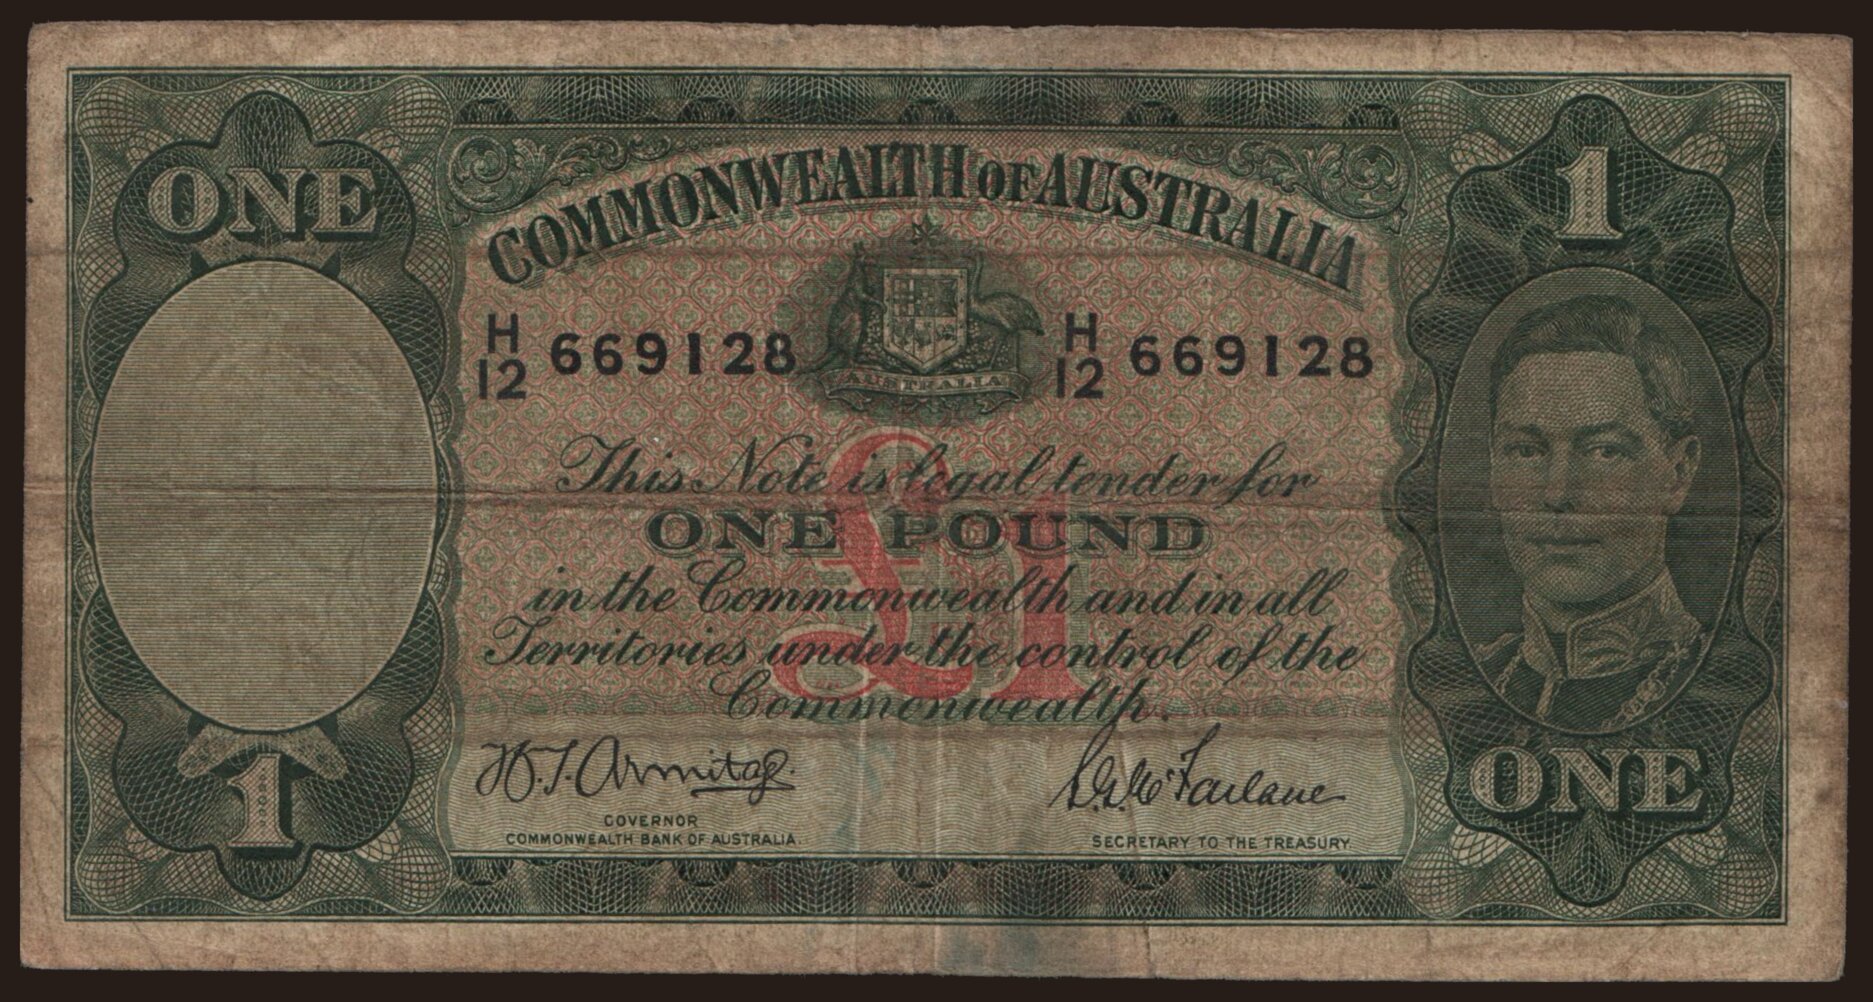 ONE
1
COMMONWEALTH OF AUSTRALIA
H/12 669128
H/12 669128
AUSTRALIA
This Note is legal tender for
ONE POUND
£1
in the Commonwealth and in all
Territories under the control of the
Commonwealth.
H.T. Armitage
S.G. McFarlane
GOVERNOR
COMMONWEALTH BANK OF AUSTRALIA.
SECRETARY TO THE TREASURY.
1
ONE